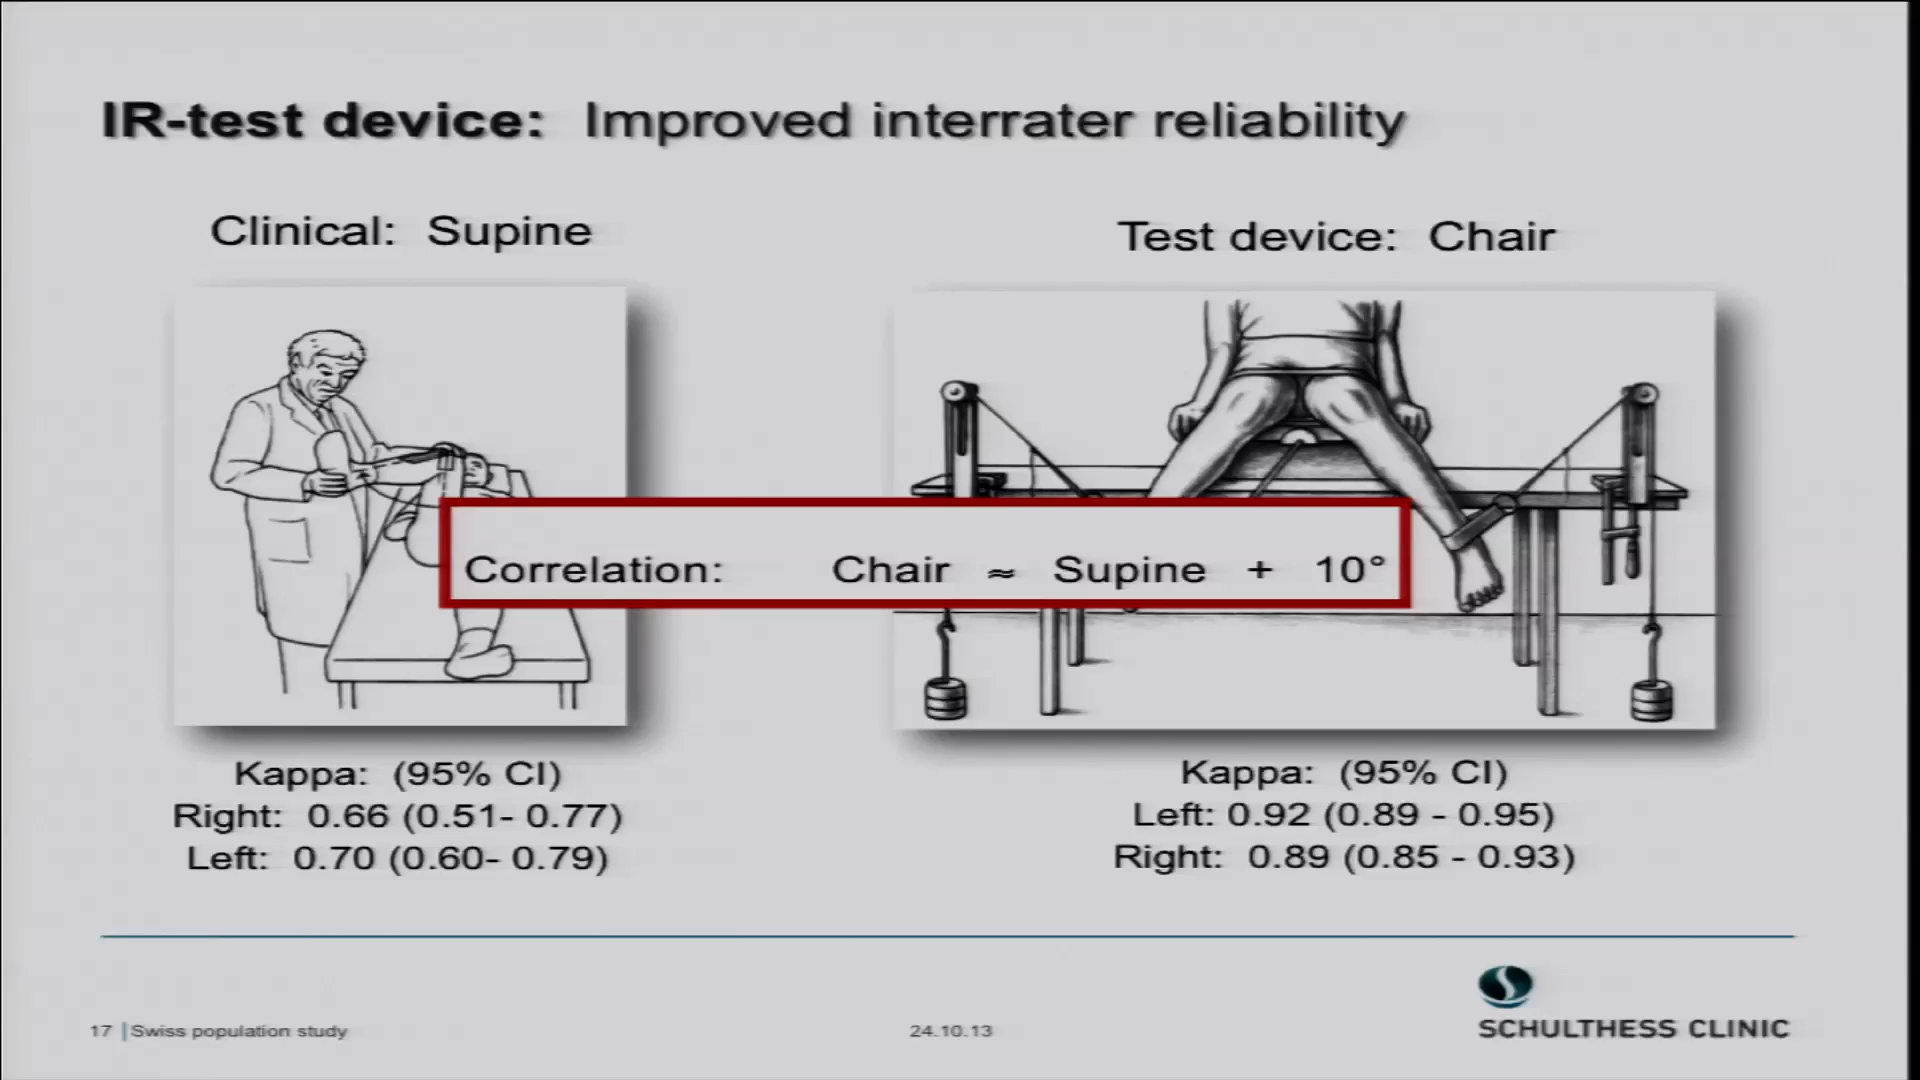 IR-test device: Improved interrater reliability
Clinical: Supine
Test device: Chair
Correlation: Chair ≈ Supine + 10°
Kappa: (95% CI)
Right: 0.66 (0.51- 0.77)
Left: 0.70 (0.60- 0.79)
Kappa: (95% CI)
Left: 0.92 (0.89 - 0.95)
Right: 0.89 (0.85 - 0.93)
17 | Swiss population study
24.10.13
SCHULTHESS CLINIC